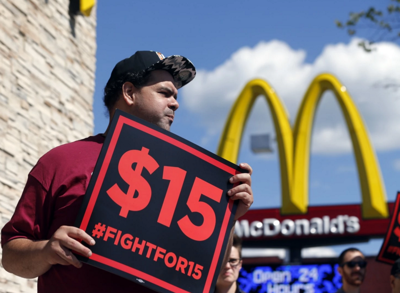 $15
#FIGHTFOR15
McDonald's
Open 24
Hours